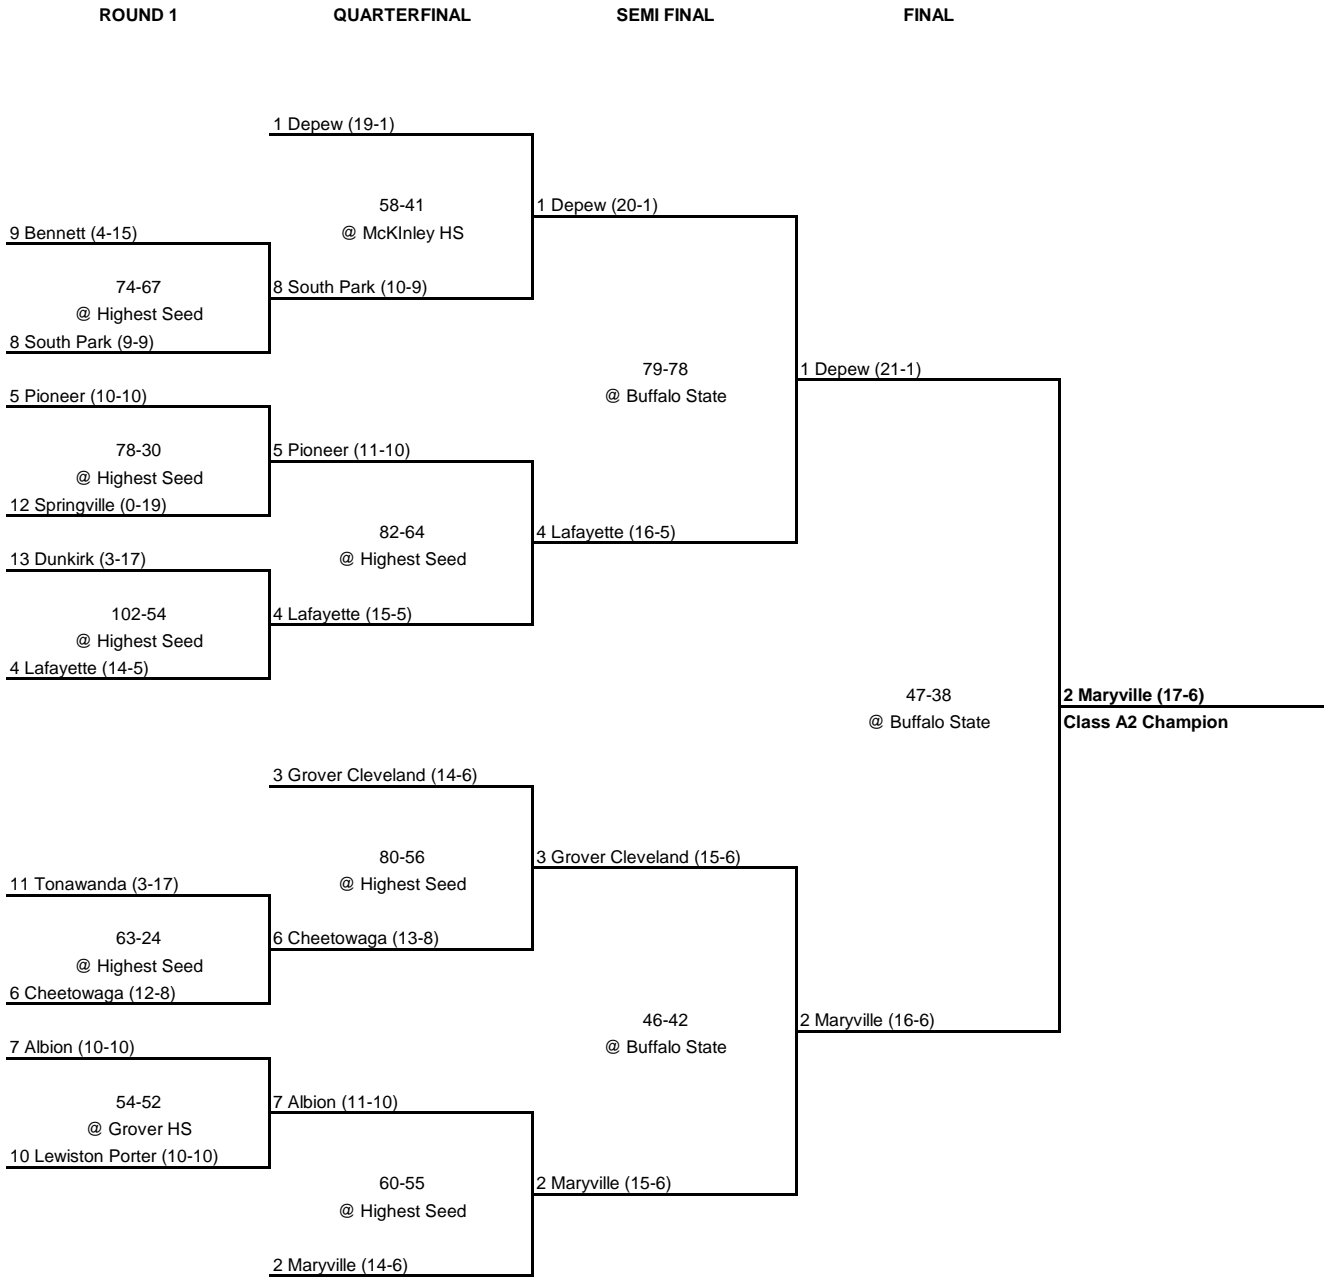 ROUND 1 QUARTERFINAL SEMI FINAL FINAL
1 Depew (19-1)
58-41
@ McKInley HS
1 Depew (20-1)
9 Bennett (4-15)
74-67
@ Highest Seed
8 South Park (10-9)
8 South Park (9-9)
79-78
@ Buffalo State
1 Depew (21-1)
5 Pioneer (10-10)
78-30
@ Highest Seed
5 Pioneer (11-10)
12 Springville (0-19)
82-64
@ Highest Seed
4 Lafayette (16-5)
13 Dunkirk (3-17)
102-54
@ Highest Seed
4 Lafayette (15-5)
4 Lafayette (14-5)
47-38
@ Buffalo State
2 Maryville (17-6)
Class A2 Champion
3 Grover Cleveland (14-6)
80-56
@ Highest Seed
3 Grover Cleveland (15-6)
11 Tonawanda (3-17)
63-24
@ Highest Seed
6 Cheetowaga (13-8)
6 Cheetowaga (12-8)
46-42
@ Buffalo State
2 Maryville (16-6)
7 Albion (10-10)
54-52
@ Grover HS
7 Albion (11-10)
10 Lewiston Porter (10-10)
60-55
@ Highest Seed
2 Maryville (15-6)
2 Maryville (14-6)